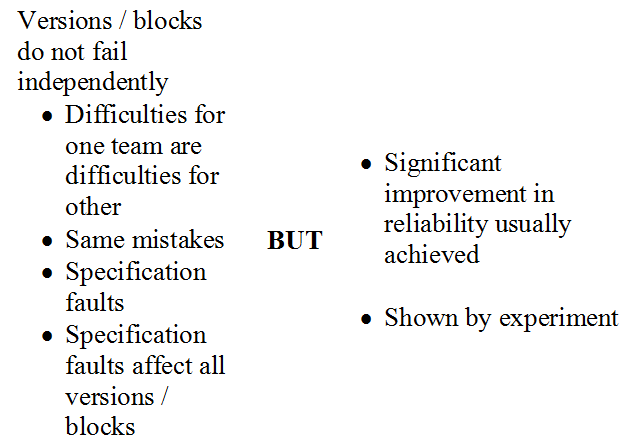 Versions / blocks
do not fail
independently
• Difficulties for
one team are
difficulties for
other
• Same mistakes
• Specification
faults
• Specification
faults affect all
versions /
blocks
BUT
• Significant
improvement in
reliability usually
achieved
• Shown by experiment